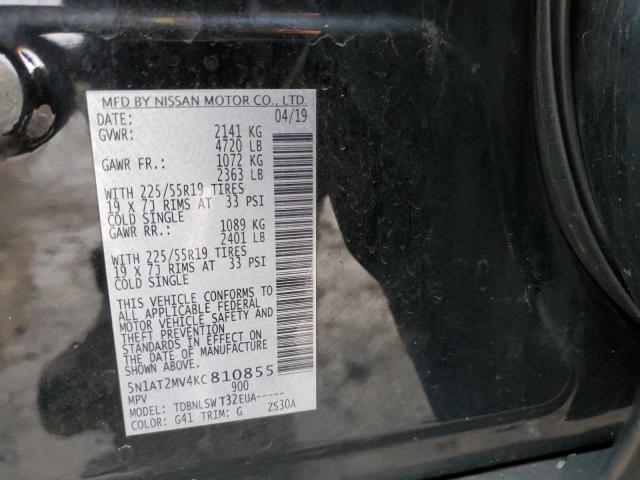 MFD BY NISSAN MOTOR CO., LTD.
DATE: 04/19
GVWR: 2141 KG
4720 LB
GAWR FR.: 1072 KG
2363 LB
WITH 225/55R19 TIRES
19 X 7J RIMS AT 33 PSI
COLD SINGLE
GAWR RR.: 1089 KG
2401 LB
WITH 225/55R19 TIRES
19 X 7J RIMS AT 33 PSI
COLD SINGLE
THIS VEHICLE CONFORMS TO
ALL APPLICABLE FEDERAL
MOTOR VEHICLE SAFETY AND
THEFT PREVENTION
STANDARDS IN EFFECT ON
THE DATE OF MANUFACTURE
SHOWN ABOVE.
5N1AT2MV4KC810855
MPV 900
MODEL: TDBNLSW T32EUA-----
COLOR: G41 TRIM: G ZS30A